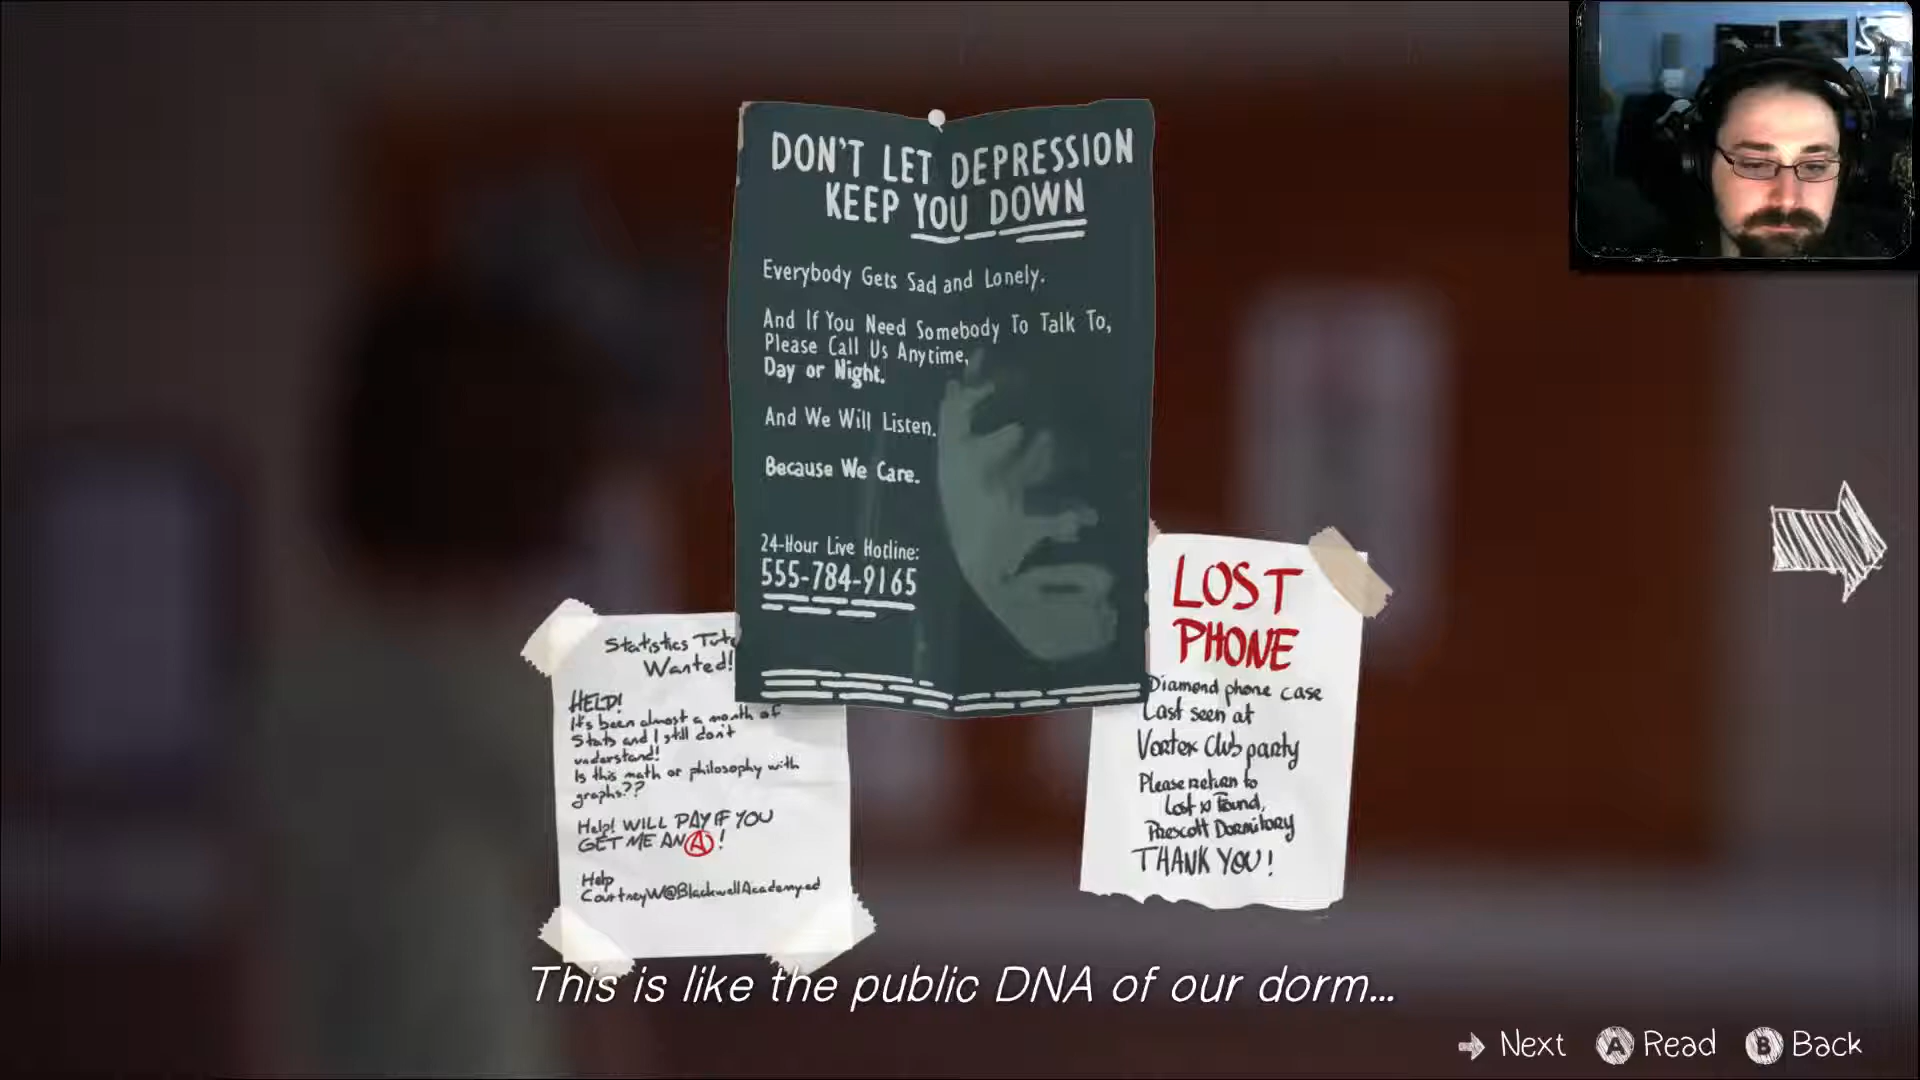 DON'T LET DEPRESSION
KEEP YOU DOWN
Everybody Gets Sad and Lonely.
And If You Need Somebody To Talk To,
Please Call Us Anytime,
Day or Night.
And We Will Listen.
Because We Care.
24-Hour Live Hotline:
555-784-9165
Statistics Tuto
Wanted!
HELP!
It's been almost a month of
Stats and I still don't
understand!
Is this math or philosophy with
graphs??
Help! WILL PAY IF YOU
GET ME AN A!
Help
CourtneyW@BlackwellAcademy.ed
LOST
PHONE
Diamond phone case
Last seen at
Vortex Club party
Please return to
Lost & Found,
Prescott Dormitory
THANK YOU!
This is like the public DNA of our dorm...
Next
A Read
B Back